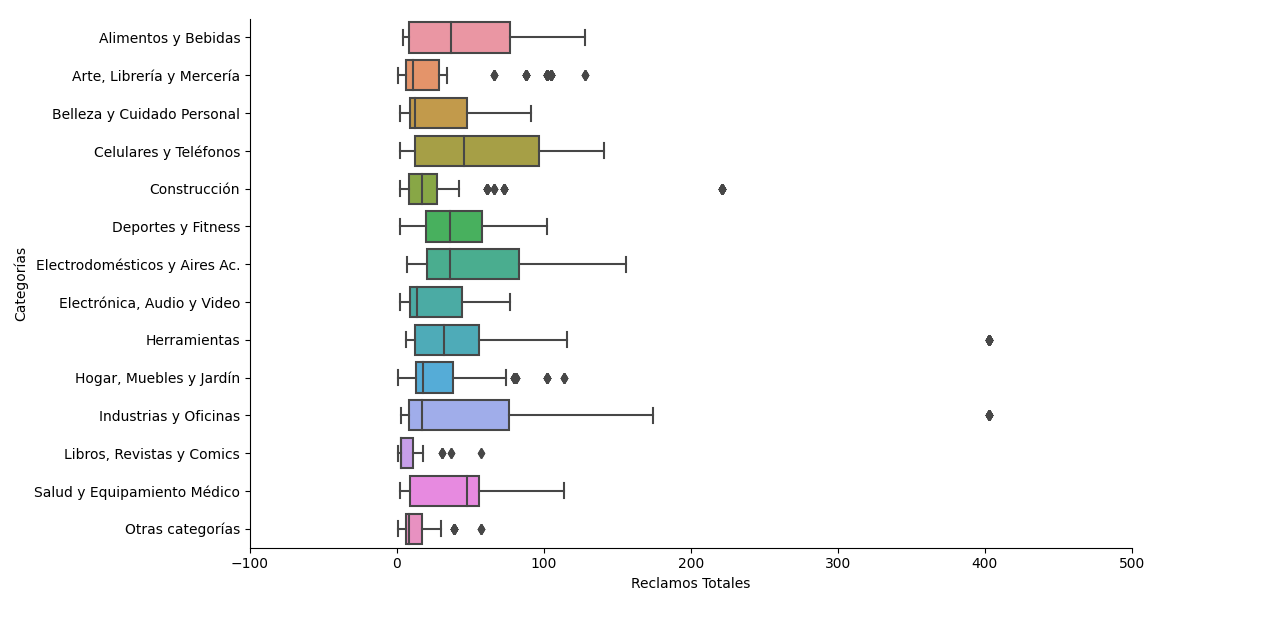 Categorías
Alimentos y Bebidas
Arte, Librería y Mercería
Belleza y Cuidado Personal
Celulares y Teléfonos
Construcción
Deportes y Fitness
Electrodomésticos y Aires Ac.
Electrónica, Audio y Video
Herramientas
Hogar, Muebles y Jardín
Industrias y Oficinas
Libros, Revistas y Comics
Salud y Equipamiento Médico
Otras categorías
−100 0 100 200 300 400 500
Reclamos Totales